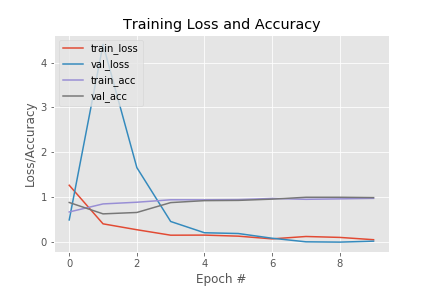 Training Loss and Accuracy
train_loss
val_loss
train_acc
val_acc
Loss/Accuracy
4
3
2
1
0
0 2 4 6 8
Epoch #